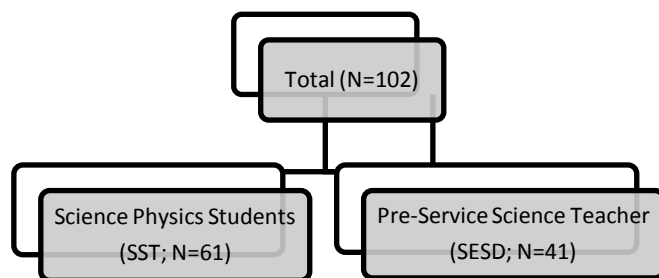 Total (N=102)
Science Physics Students
(SST; N=61)
Pre-Service Science Teacher
(SESD; N=41)